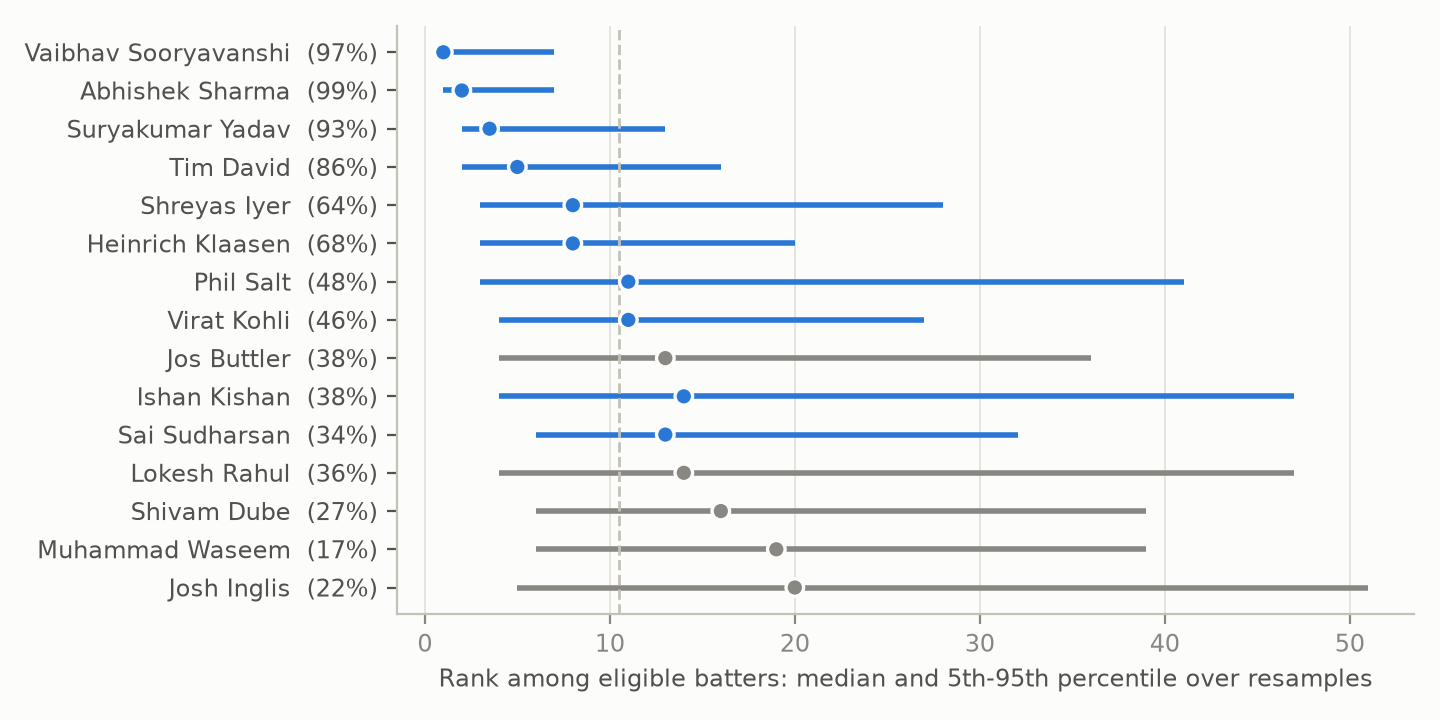 Vaibhav Sooryavanshi (97%)
Abhishek Sharma (99%)
Suryakumar Yadav (93%)
Tim David (86%)
Shreyas Iyer (64%)
Heinrich Klaasen (68%)
Phil Salt (48%)
Virat Kohli (46%)
Jos Buttler (38%)
Ishan Kishan (38%)
Sai Sudharsan (34%)
Lokesh Rahul (36%)
Shivam Dube (27%)
Muhammad Waseem (17%)
Josh Inglis (22%)
0 10 20 30 40 50
Rank among eligible batters: median and 5th-95th percentile over resamples